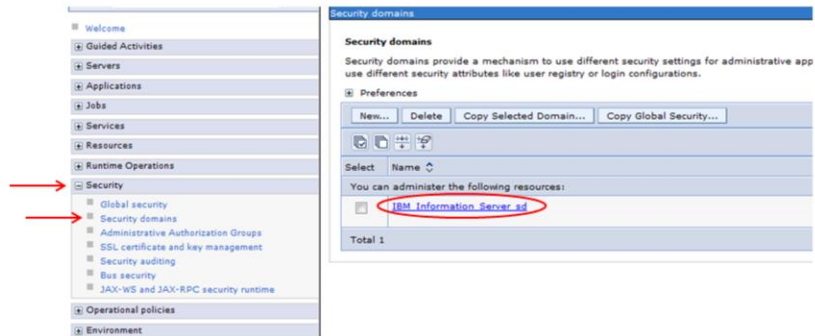 Welcome
Guided Activities
Servers
Applications
Jobs
Services
Resources
Runtime Operations
Security
Global security
Security domains
Administrative Authorization Groups
SSL certificate and key management
Security auditing
Bus security
JAX-WS and JAX-RPC security runtime
Operational policies
Environment
Security domains
Security domains
Security domains provide a mechanism to use different security settings for administrative app
use different security attributes like user registry or login configurations.
Preferences
New... Delete Copy Selected Domain... Copy Global Security...
Select Name
You can administer the following resources:
IBM_Information_Server_sd
Total 1